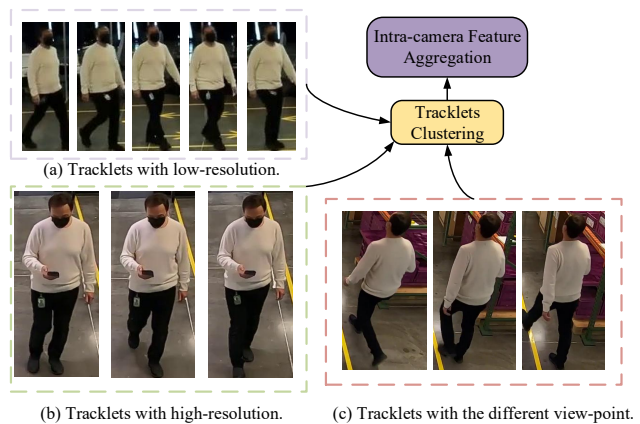 Intra-camera Feature
Aggregation
Tracklets
Clustering
(a) Tracklets with low-resolution.
(b) Tracklets with high-resolution.
(c) Tracklets with the different view-point.